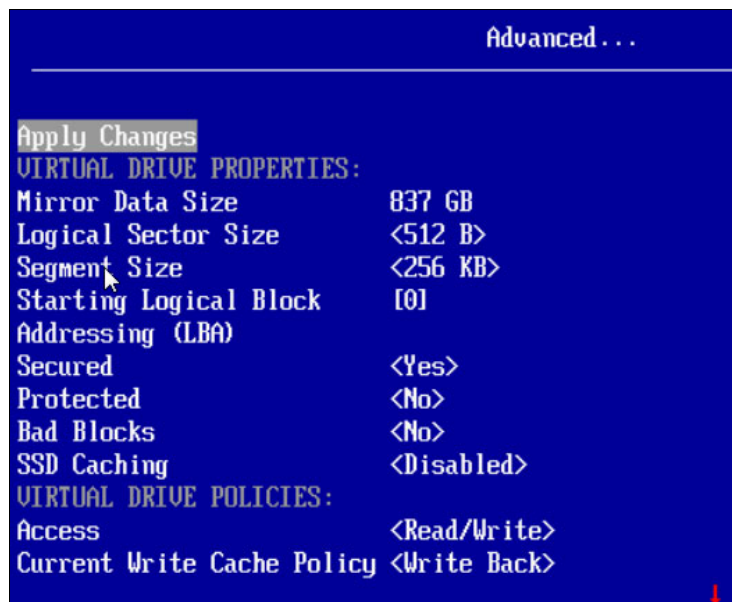 Advanced...
Apply Changes
VIRTUAL DRIVE PROPERTIES:
Mirror Data Size 837 GB
Logical Sector Size <512 B>
Segment Size <256 KB>
Starting Logical Block [0]
Addressing (LBA)
Secured <Yes>
Protected <No>
Bad Blocks <No>
SSD Caching <Disabled>
VIRTUAL DRIVE POLICIES:
Access <Read/Write>
Current Write Cache Policy <Write Back>